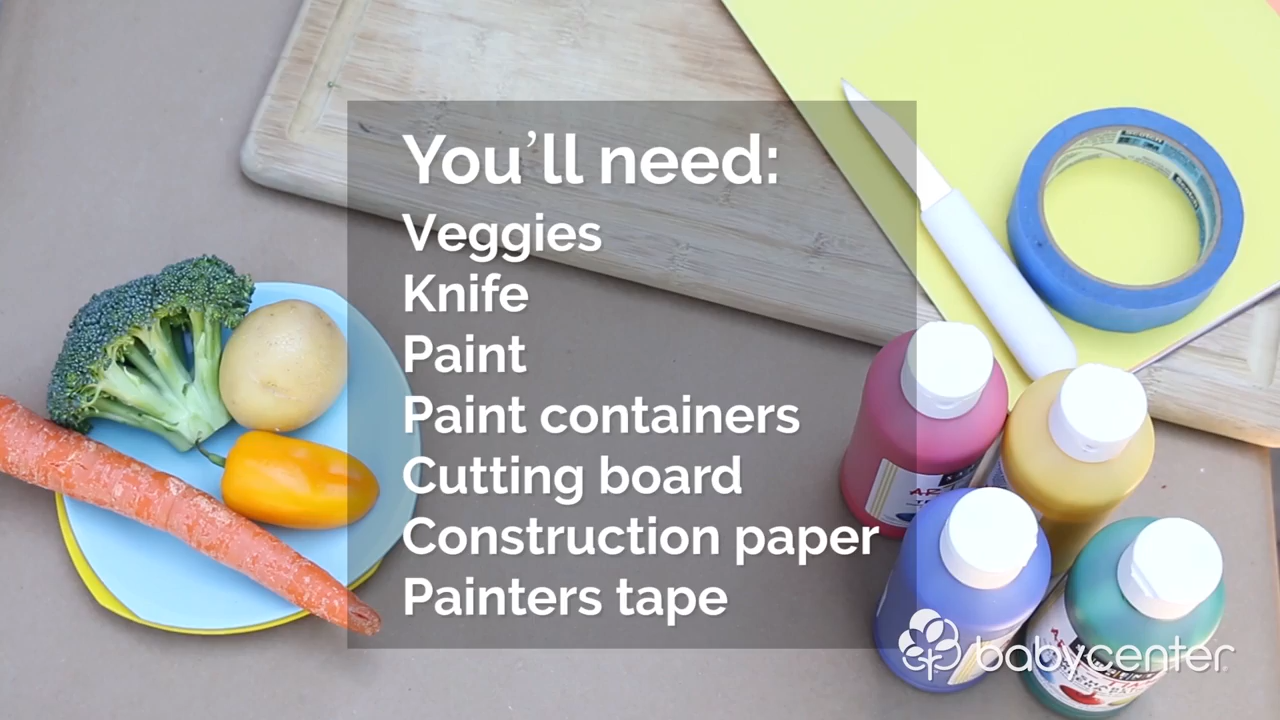 You’ll need:
Veggies
Knife
Paint
Paint containers
Cutting board
Construction paper
Painters tape
babycenter